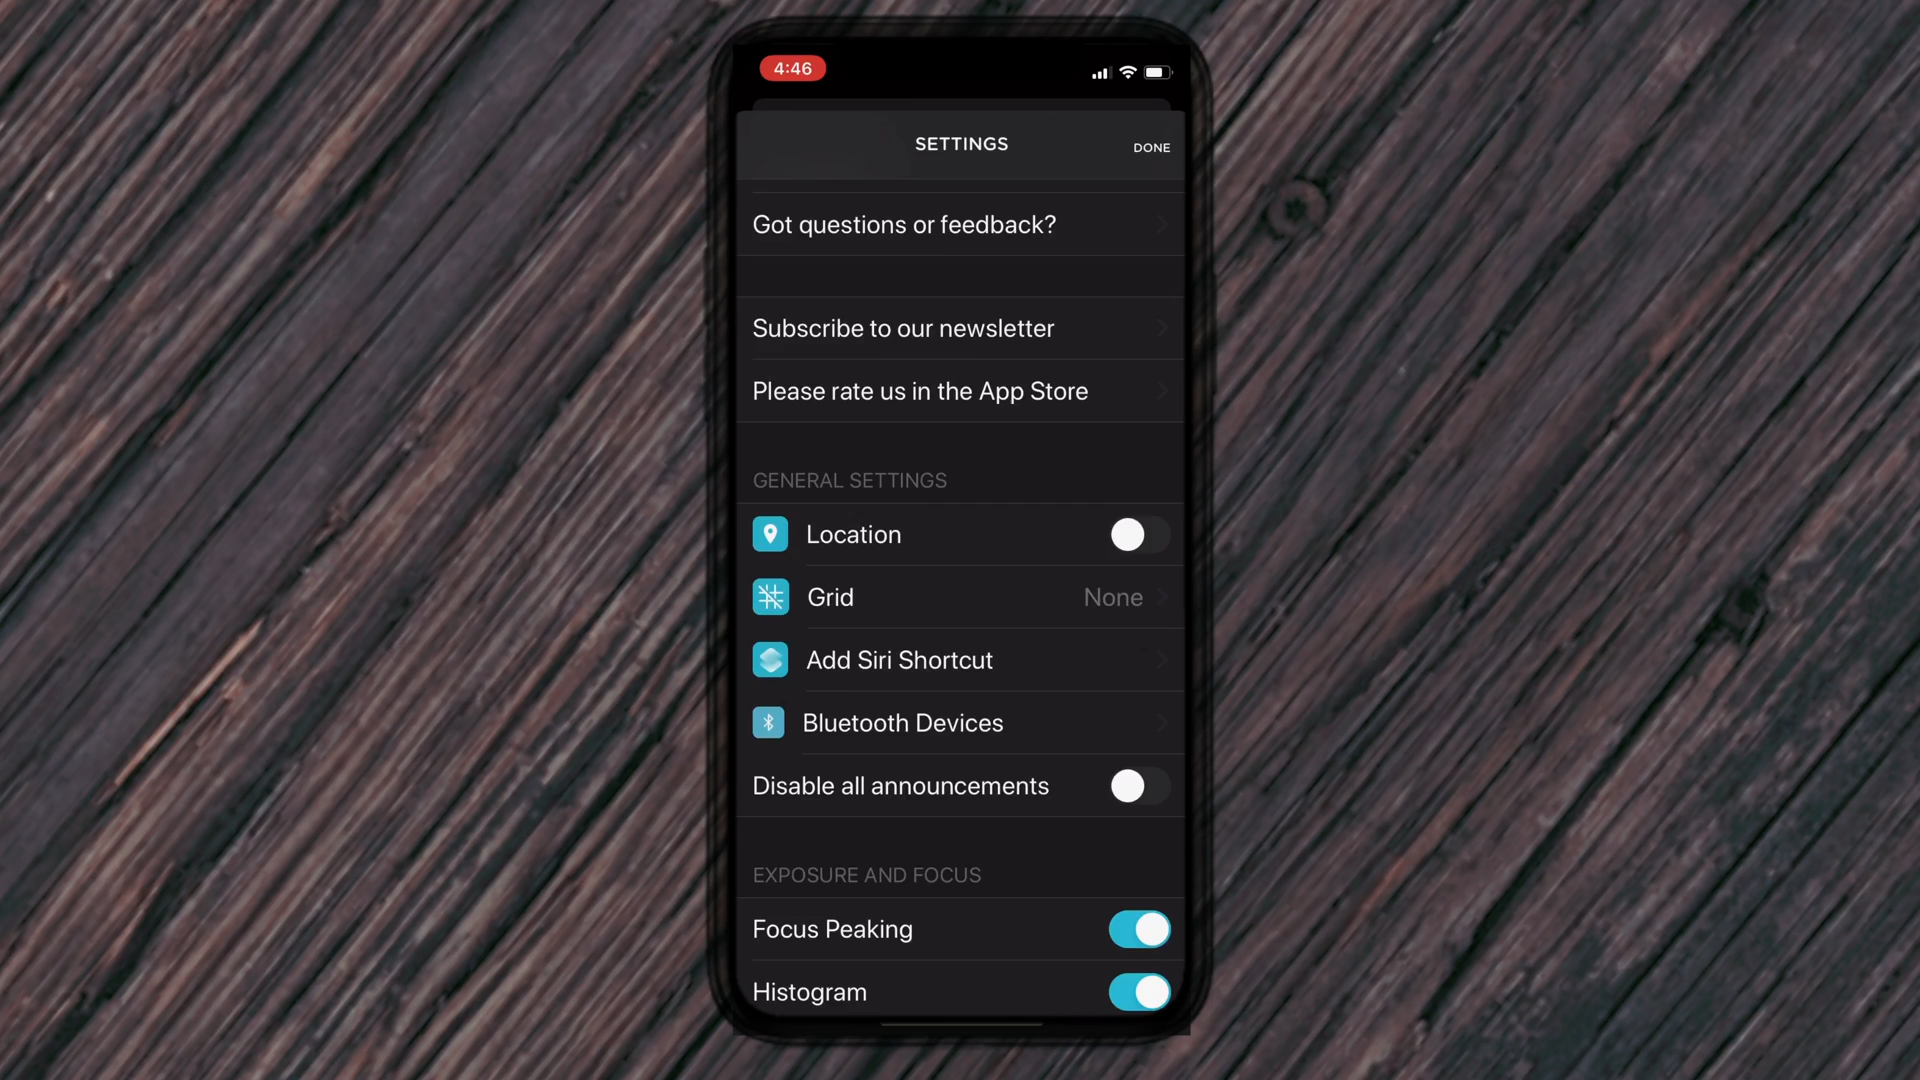 4:46
SETTINGS
DONE
Got questions or feedback?
Subscribe to our newsletter
Please rate us in the App Store
GENERAL SETTINGS
Location
Grid
None
Add Siri Shortcut
Bluetooth Devices
Disable all announcements
EXPOSURE AND FOCUS
Focus Peaking
Histogram